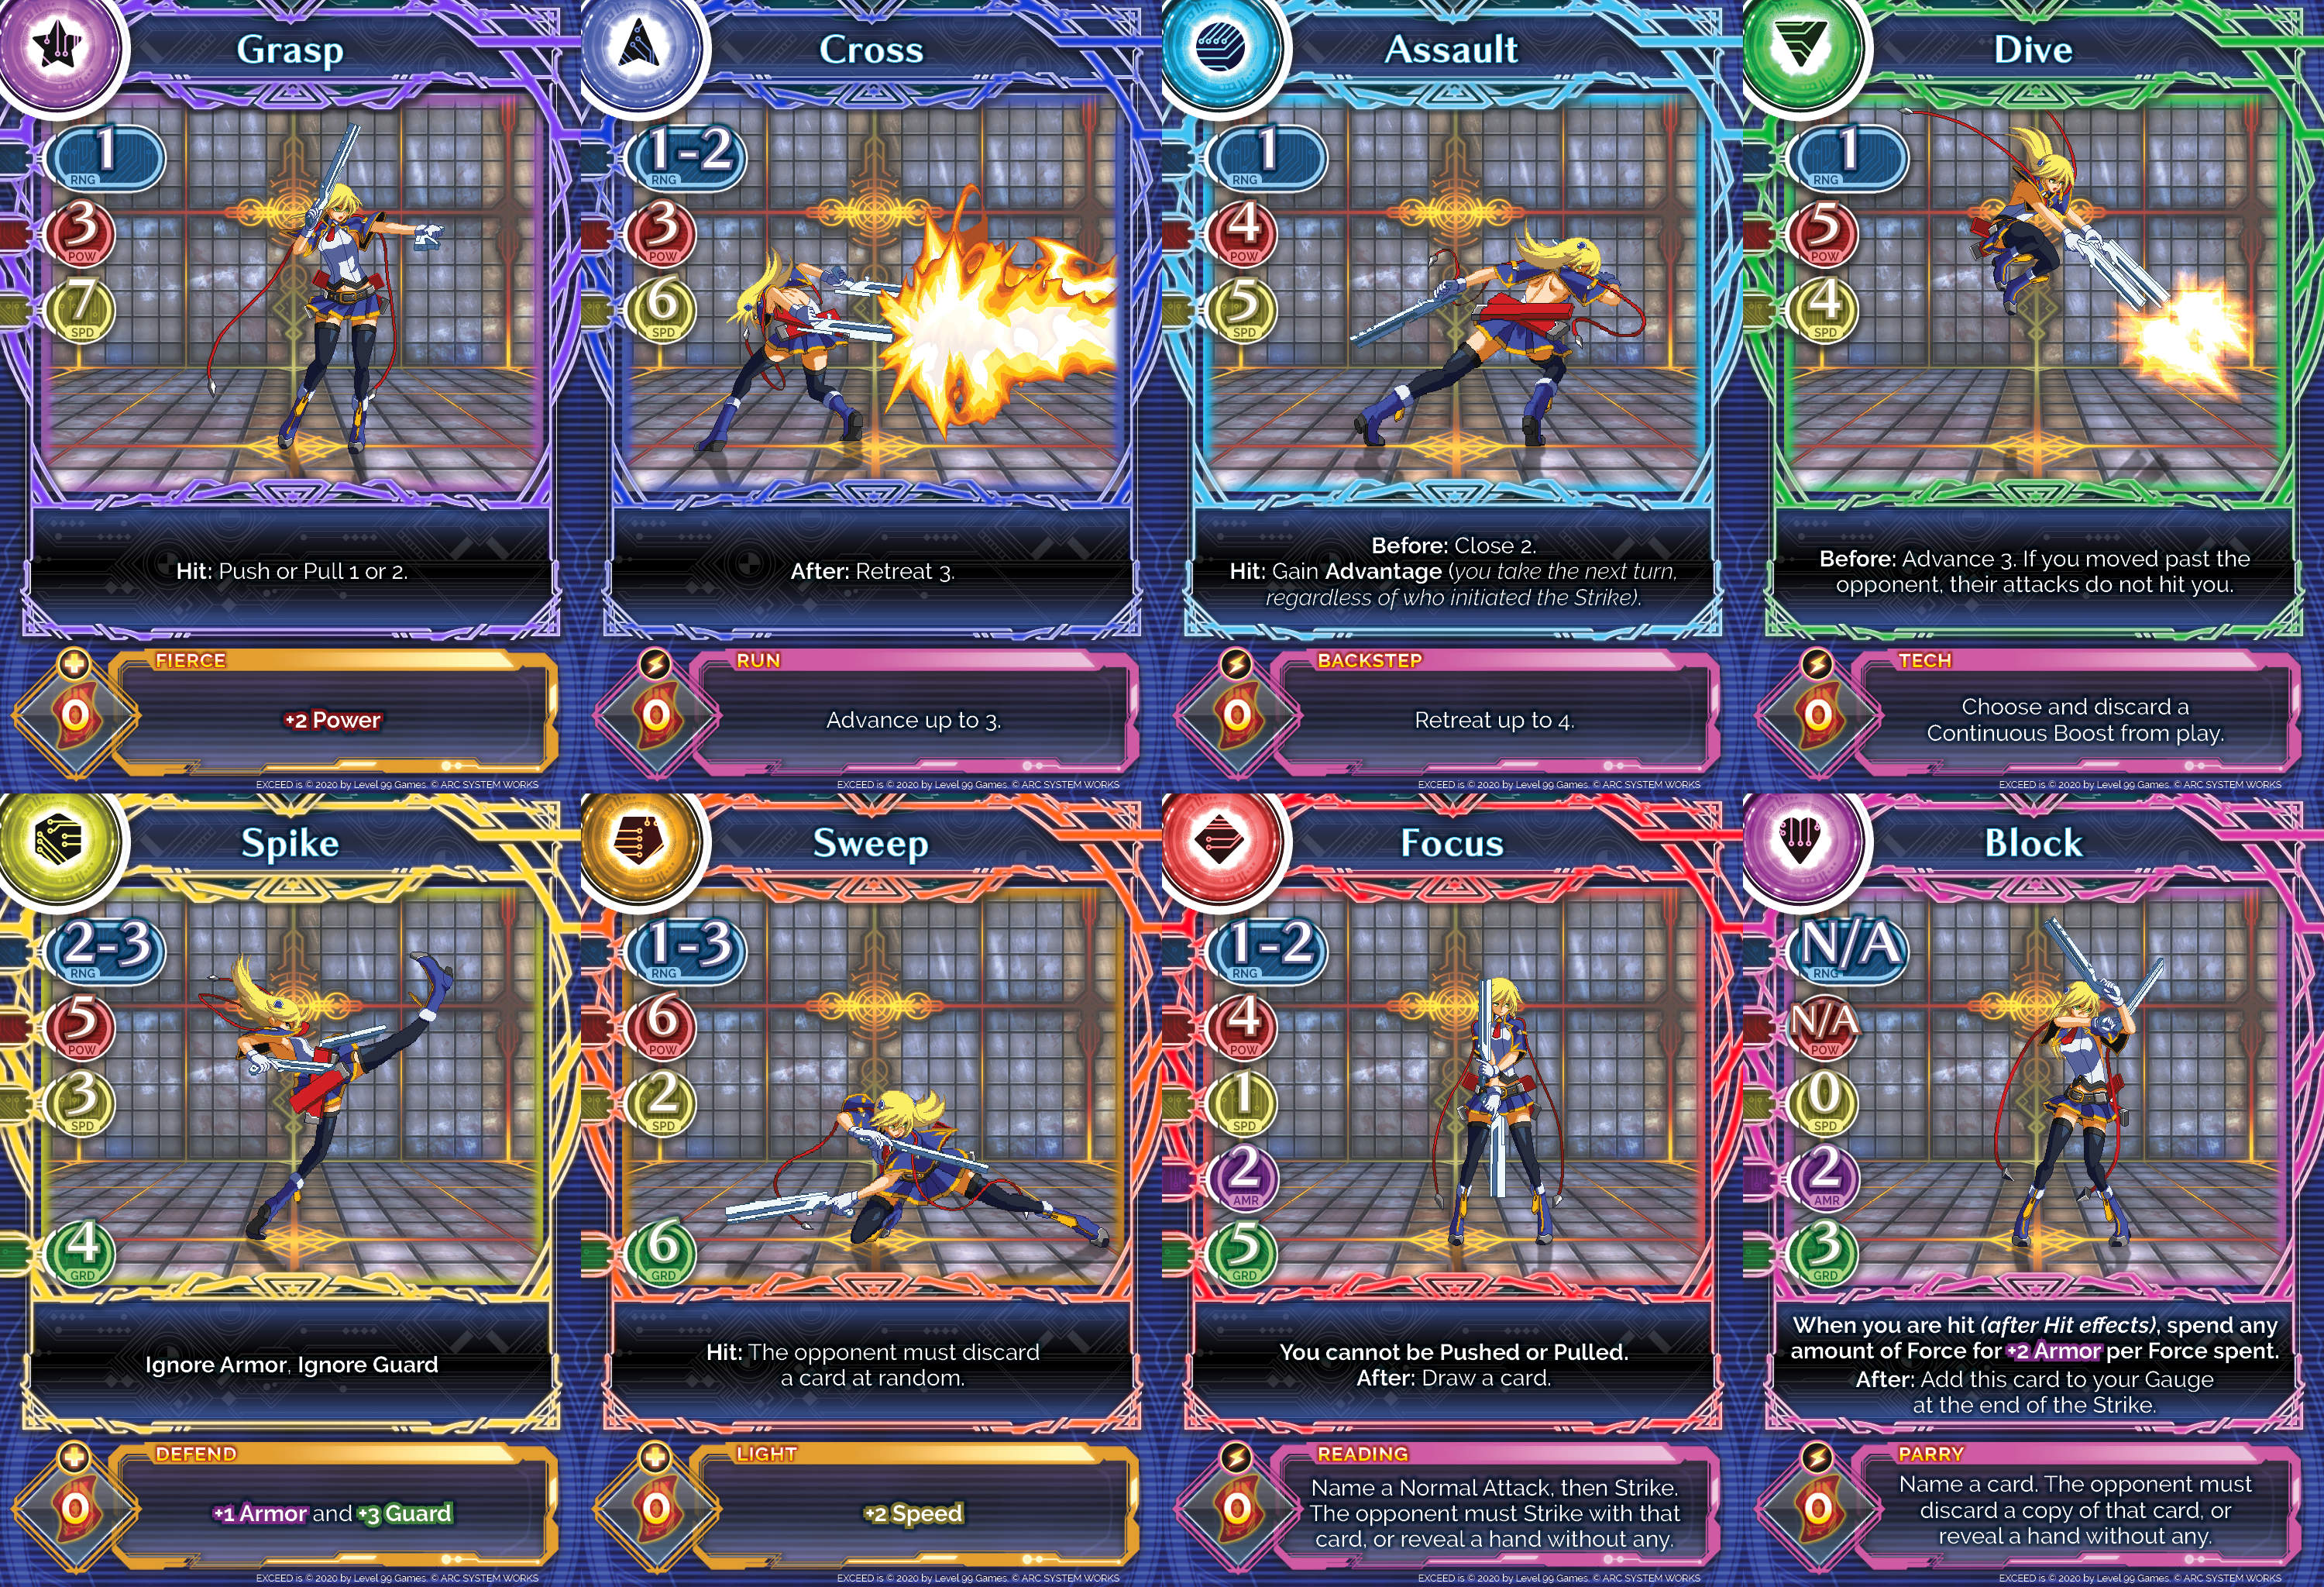 Grasp
1
RNG
3
POW
7
SPD
Hit: Push or Pull 1 or 2.
FIERCE
0
+2 Power
EXCEED is © 2020 by Level 99 Games. © ARC SYSTEM WORKS
Cross
1-2
RNG
3
POW
6
SPD
After: Retreat 3.
RUN
0
Advance up to 3.
EXCEED is © 2020 by Level 99 Games. © ARC SYSTEM WORKS
Assault
1
RNG
4
POW
5
SPD
Before: Close 2.
Hit: Gain Advantage (you take the next turn,
regardless of who initiated the Strike).
BACKSTEP
0
Retreat up to 4.
EXCEED is © 2020 by Level 99 Games. © ARC SYSTEM WORKS
Dive
1
RNG
5
POW
4
SPD
Before: Advance 3. If you moved past the
opponent, their attacks do not hit you.
TECH
0
Choose and discard a
Continuous Boost from play.
EXCEED is © 2020 by Level 99 Games. © ARC SYSTEM WORKS
Spike
2-3
RNG
5
POW
3
SPD
4
GRD
Ignore Armor, Ignore Guard
DEFEND
0
+1 Armor and +3 Guard
EXCEED is © 2020 by Level 99 Games. © ARC SYSTEM WORKS
Sweep
1-3
RNG
6
POW
2
SPD
6
GRD
Hit: The opponent must discard
a card at random.
LIGHT
0
+2 Speed
EXCEED is © 2020 by Level 99 Games. © ARC SYSTEM WORKS
Focus
1-2
RNG
4
POW
1
SPD
2
AMR
5
GRD
You cannot be Pushed or Pulled.
After: Draw a card.
READING
0
Name a Normal Attack, then Strike.
The opponent must Strike with that
card, or reveal a hand without any.
EXCEED is © 2020 by Level 99 Games. © ARC SYSTEM WORKS
Block
N/A
RNG
N/A
POW
0
SPD
2
AMR
3
GRD
When you are hit (after Hit effects), spend any
amount of Force for +2 Armor per Force spent.
After: Add this card to your Gauge
at the end of the Strike.
PARRY
0
Name a card. The opponent must
discard a copy of that card, or
reveal a hand without any.
EXCEED is © 2020 by Level 99 Games. © ARC SYSTEM WORKS